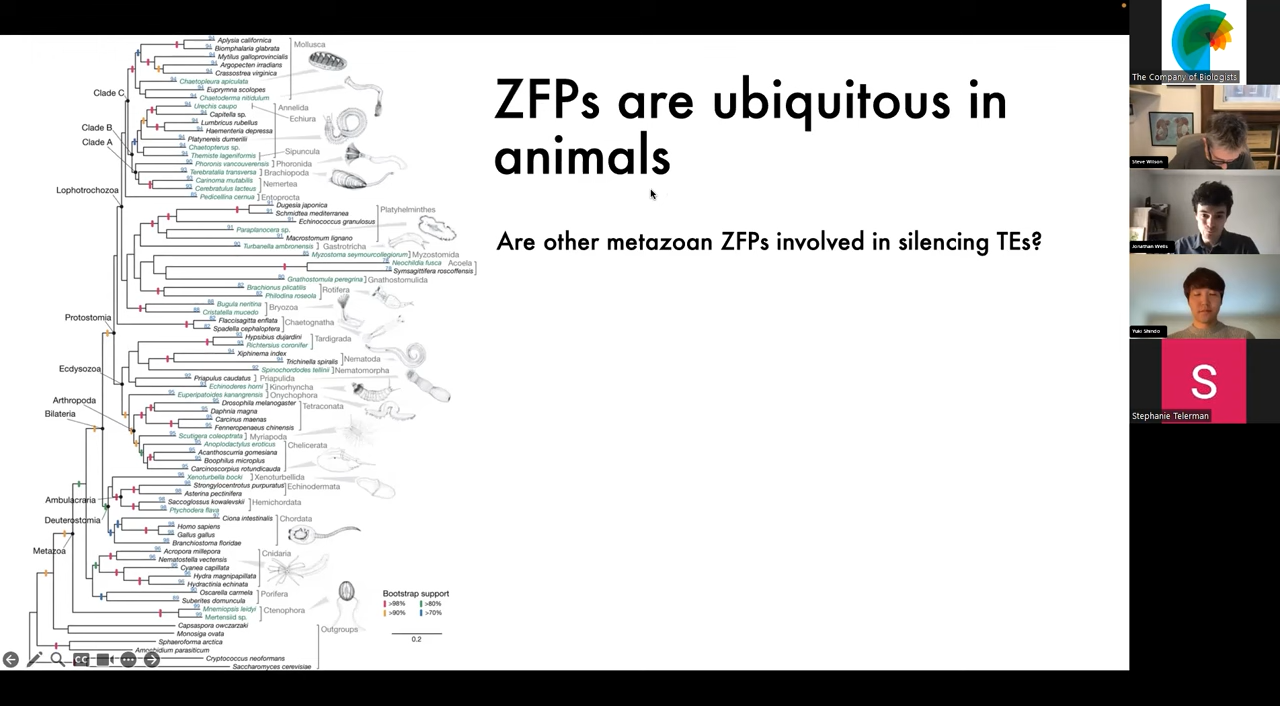 Aplysia californica
Biomphalaria glabrata
Mollusca
Mytilus galloprovincialis
Argopecten irradians
Crassostrea virginica
Chaetopleura apiculata
Euprymna scolopes
Clade C
Chaetoderma nitidulum
Urechis caupo
Annelida
Capitella sp.
Echiura
Lumbricus rubellus
Clade B
Haementeria depressa
Platynereis dumerilii
Clade A
Chaetopterus sp.
Themiste lageniformis
Sipuncula
Phoronis vancouverensis
Phoronida
Terebratalia transversa
Brachiopoda
Carinoma mutabilis
Nemertea
Cerebratulus lacteus
Lophotrochozoa
Pedicellina cernua
Entoprocta
Dugesia japonica
Platyhelminthes
Schmidtea mediterranea
Echinococcus granulosus
Paraplanocera sp.
Macrostomum lignano
Turbanella ambronensis
Gastrotricha
Myzostoma seymourcollegiorum
Myzostomida
Neochildia fusca
Acoela
Symsagittifera roscoffensis
Gnathostomula peregrina
Gnathostomulida
Brachionus plicatilis
Rotifera
Philodina roseola
Bugula neritina
Bryozoa
Cristatella mucedo
Protostomia
Flaccisagitta enflata
Chaetognatha
Spadella cephaloptera
Hypsibius dujardini
Tardigrada
Richtersius coronifer
Xiphinema index
Nematoda
Trichinella spiralis
Ecdysozoa
Spinochordodes tellinii
Nematomorpha
Priapulus caudatus
Priapulida
Echinoderes horni
Kinorhyncha
Euperipatoides kanangrensis
Onychophora
Arthropoda
Drosophila melanogaster
Tetraconata
Bilateria
Daphnia magna
Carcinus maenas
Fenneropenaeus chinensis
Scutigera coleoptrata
Myriapoda
Anoplodactylus eroticus
Chelicerata
Acanthoscurria gomesiana
Boophilus microplus
Carcinoscorpius rotundicauda
Xenoturbella bocki
Xenoturbellida
Strongylocentrotus purpuratus
Echinodermata
Asterina pectinifera
Ambulacraria
Saccoglossus kowalevskii
Hemichordata
Ptychodera flava
Deuterostomia
Ciona intestinalis
Chordata
Homo sapiens
Gallus gallus
Branchiostoma floridae
Metazoa
Acropora millepora
Cnidaria
Nematostella vectensis
Cyanea capillata
Hydra magnipapillata
Hydractinia echinata
Oscarella carmela
Porifera
Suberites domuncula
Mnemiopsis leidyi
Ctenophora
Mertensiid sp.
Capsaspora owczarzaki
Outgroups
Monosiga ovata
Sphaeroforma arctica
Amoebidium parasiticum
Cryptococcus neoformans
Saccharomyces cerevisiae
Bootstrap support
>98% >80%
>90% >70%
0.2
ZFPs are ubiquitous in
animals
Are other metazoan ZFPs involved in silencing TEs?
CC
The Company of Biologists
Steve Wilson
Jonathan Wells
Yuki Shindo
S
Stephanie Telerman